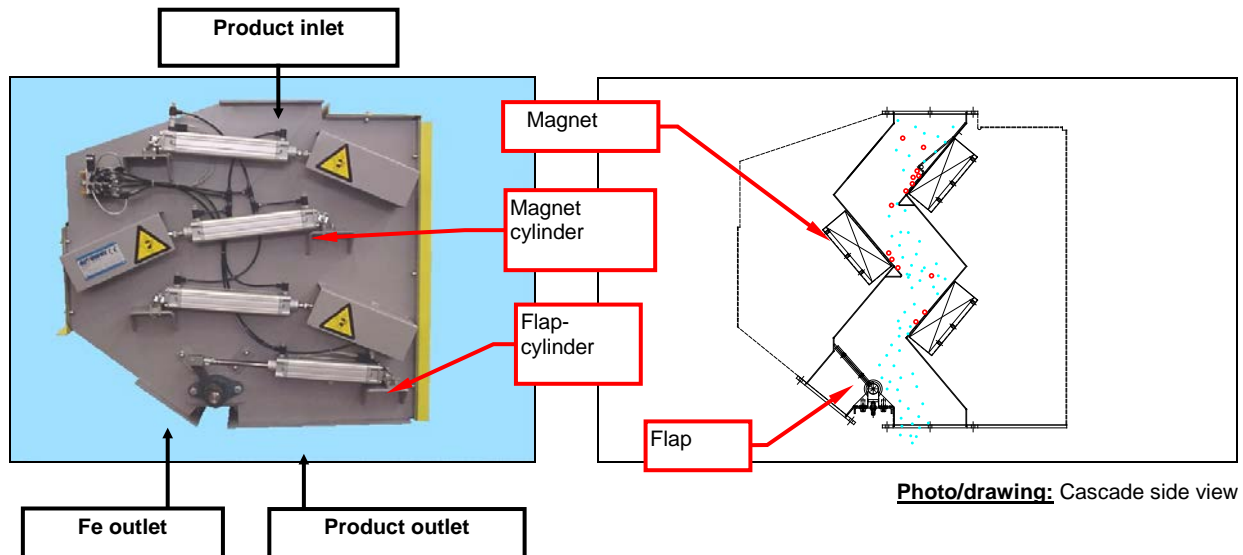 Product inlet
Magnet
Magnet
cylinder
Flap-
cylinder
Flap
Photo/drawing: Cascade side view
Fe outlet
Product outlet